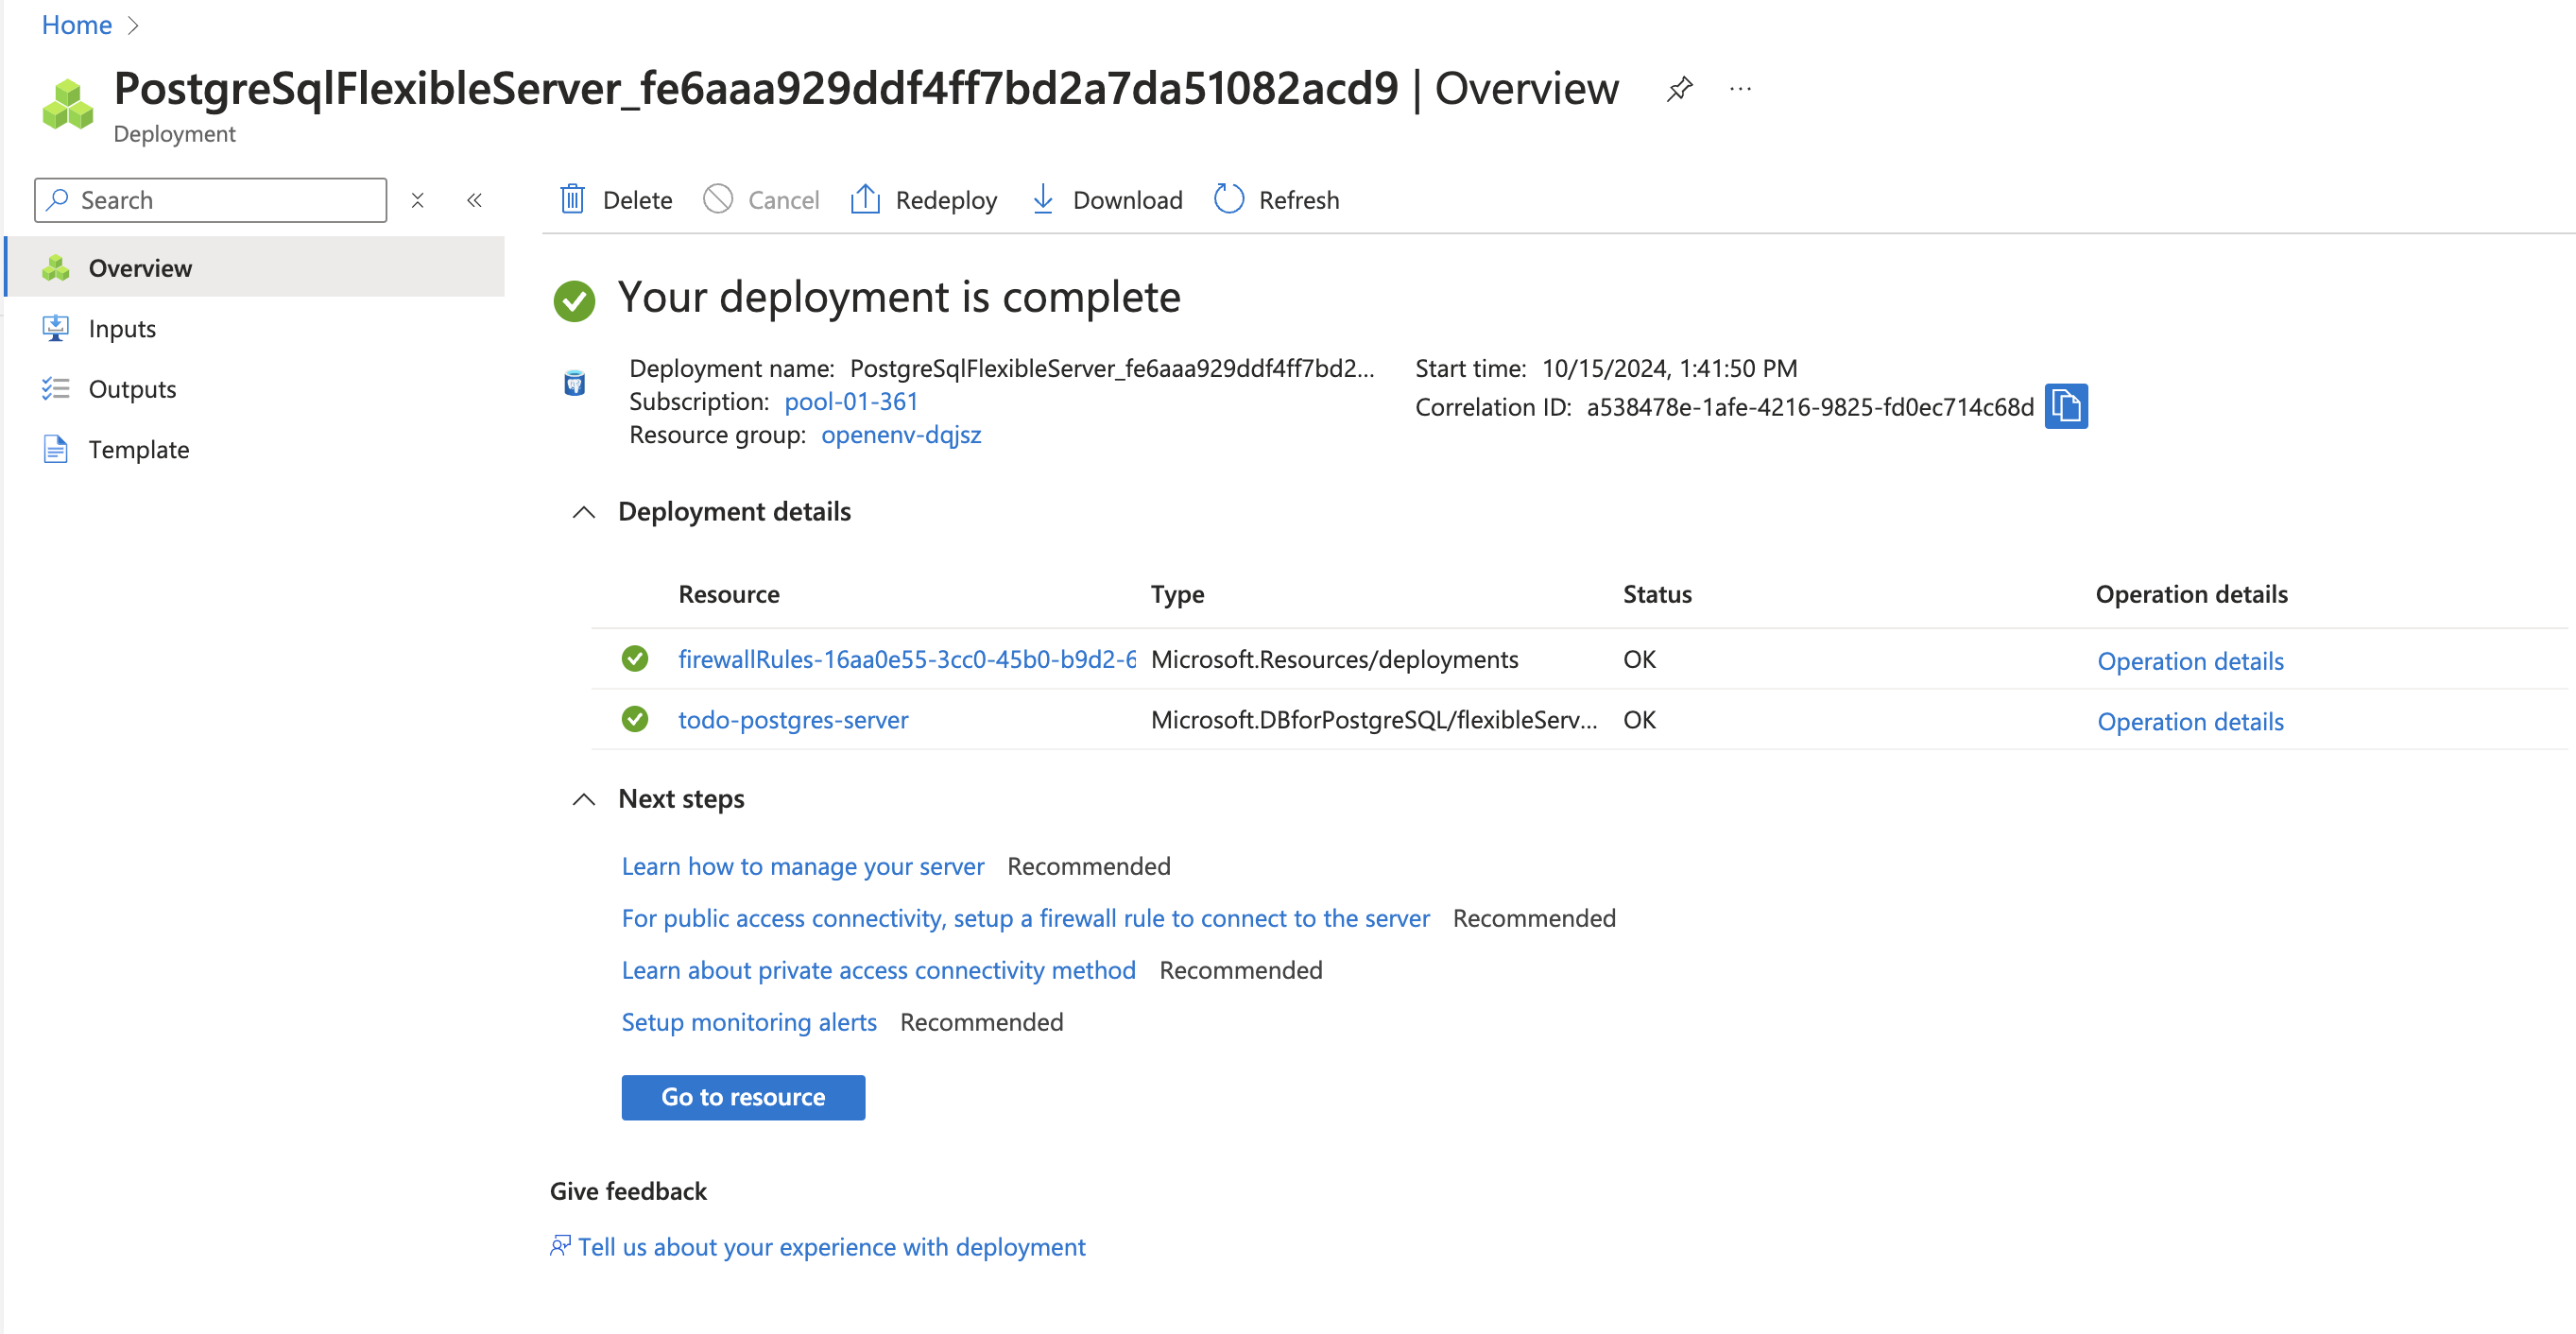 Home
PostgreSqlFlexibleServer_fe6aaa929ddf4ff7bd2a7da51082acd9 | Overview
Deployment
Search
Delete Cancel Redeploy Download Refresh
Overview
Inputs
Outputs
Template
Your deployment is complete
Deployment name: PostgreSqlFlexibleServer_fe6aaa929ddf4ff7bd2...
Subscription: pool-01-361
Resource group: openenv-dqjsz
Start time: 10/15/2024, 1:41:50 PM
Correlation ID: a538478e-1afe-4216-9825-fd0ec714c68d
Deployment details
Resource Type Status Operation details
firewallRules-16aa0e55-3cc0-45b0-b9d2-6 Microsoft.Resources/deployments OK Operation details
todo-postgres-server Microsoft.DBforPostgreSQL/flexibleServ... OK Operation details
Next steps
Learn how to manage your server Recommended
For public access connectivity, setup a firewall rule to connect to the server Recommended
Learn about private access connectivity method Recommended
Setup monitoring alerts Recommended
Go to resource
Give feedback
Tell us about your experience with deployment